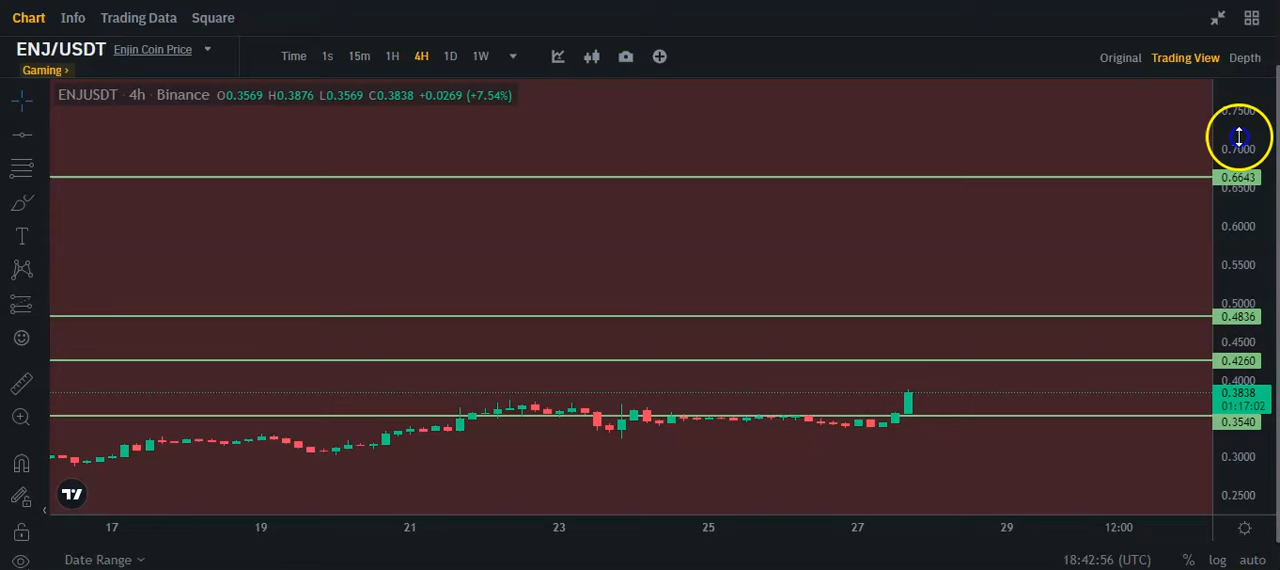 Chart Info Trading Data Square
ENJ/USDT Enjin Coin Price
Gaming ›
Time 1s 15m 1H 4H 1D 1W
Original Trading View Depth
ENJUSDT · 4h · Binance O0.3569 H0.3876 L0.3569 C0.3838 +0.0269 (+7.54%)
0.7500
0.7000
0.6643
0.6500
0.6000
0.5500
0.5000
0.4836
0.4500
0.4260
0.4000
0.3838
01:17:02
0.3540
0.3000
0.2500
T
17 19 21 23 25 27 29 12:00
Date Range
18:42:56 (UTC) % log auto